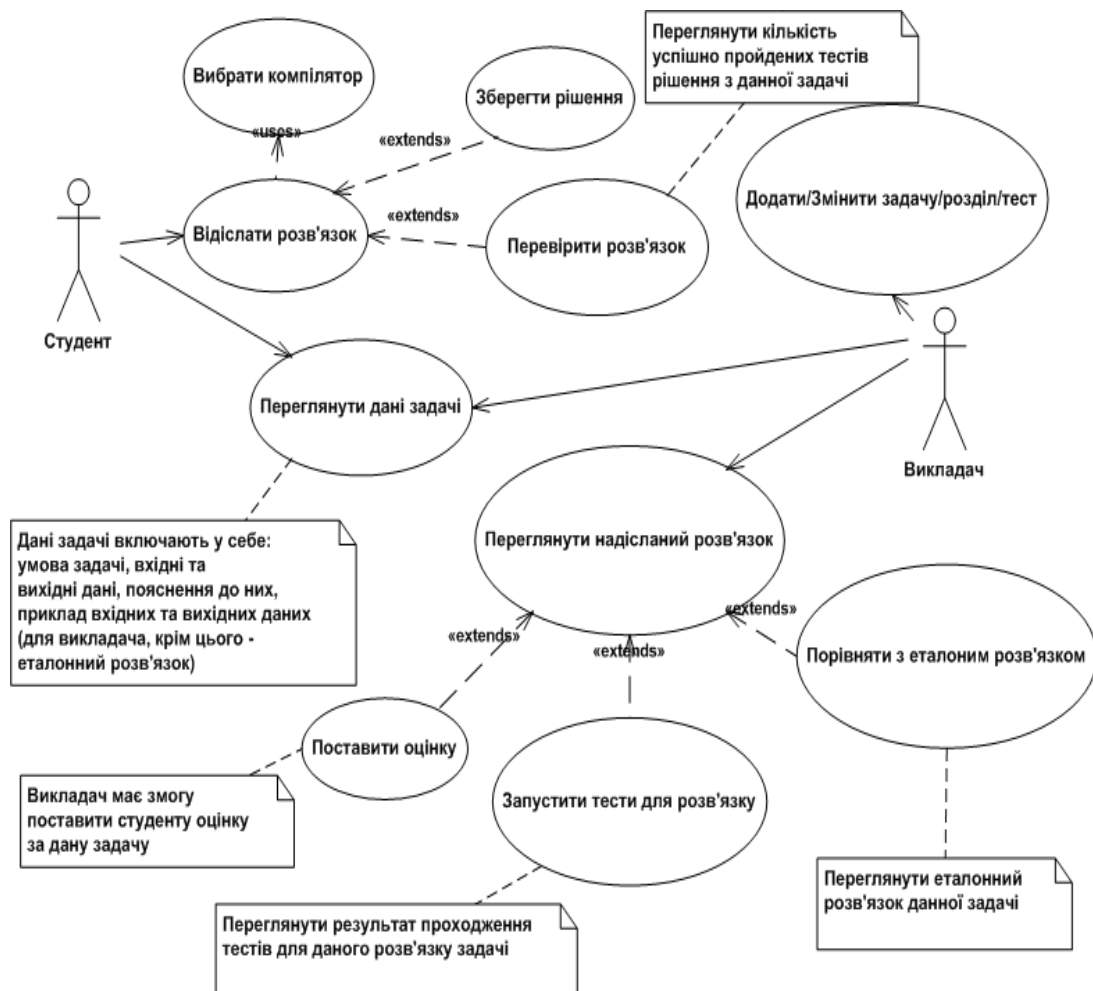 Переглянути кількість
успішно пройдених тестів
рішення з данної задачі
Вибрати компілятор
Зберегти рішення
«uses»
«extends»
Додати/Змінити задачу/розділ/тест
«extends»
Відіслати розв'язок
Перевірити розв'язок
Студент
Переглянути дані задачі
Викладач
Дані задачі включають у себе:
умова задачі, вхідні та
вихідні дані, пояснення до них,
приклад вхідних та вихідних даних
(для викладача, крім цього -
еталонний розв'язок)
Переглянути надісланий розв'язок
«extends»
«extends»
«extends»
Порівняти з еталоним розв'язком
Поставити оцінку
Викладач має змогу
поставити студенту оцінку
за дану задачу
Запустити тести для розв'язку
Переглянути еталонний
розв'язок данної задачі
Переглянути результат проходження
тестів для даного розв'язку задачі